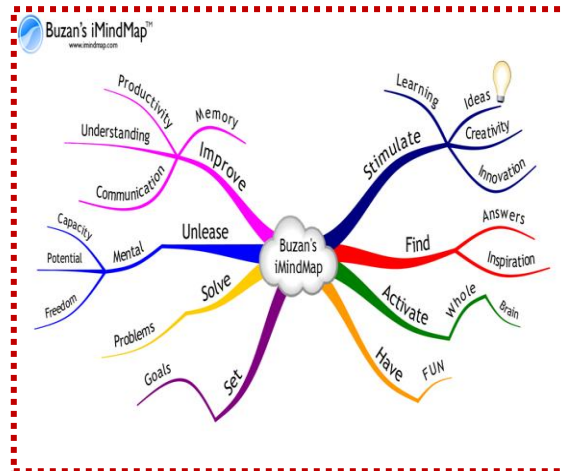 Buzan's iMindMap™
www.imindmap.com
Buzan's
iMindMap
Stimulate
Learning
Ideas
Creativity
Innovation
Find
Answers
Inspiration
Activate
Whole
Brain
Have
FUN
Set
Goals
Solve
Problems
Unlease
Mental
Capacity
Potential
Freedom
Improve
Memory
Productivity
Understanding
Communication